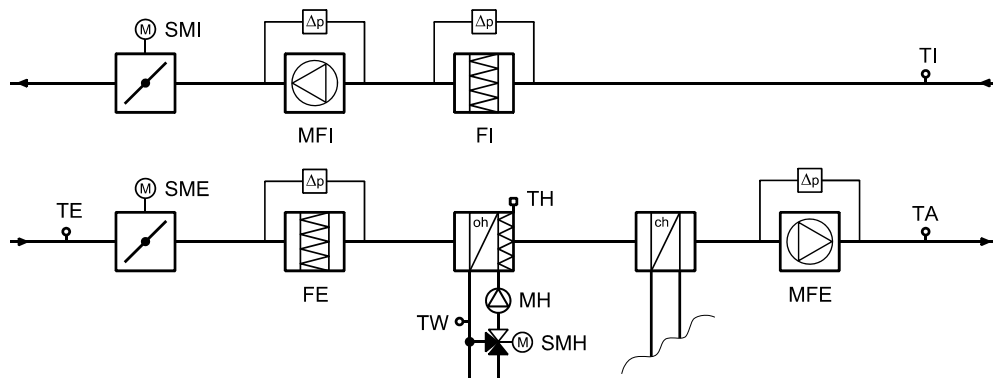 M SMI
Δp
Δp
TI
MFI
FI
M SME
Δp
Δp
TE
TH
TA
oh
ch
FE
MH
MFE
TW
M SMH